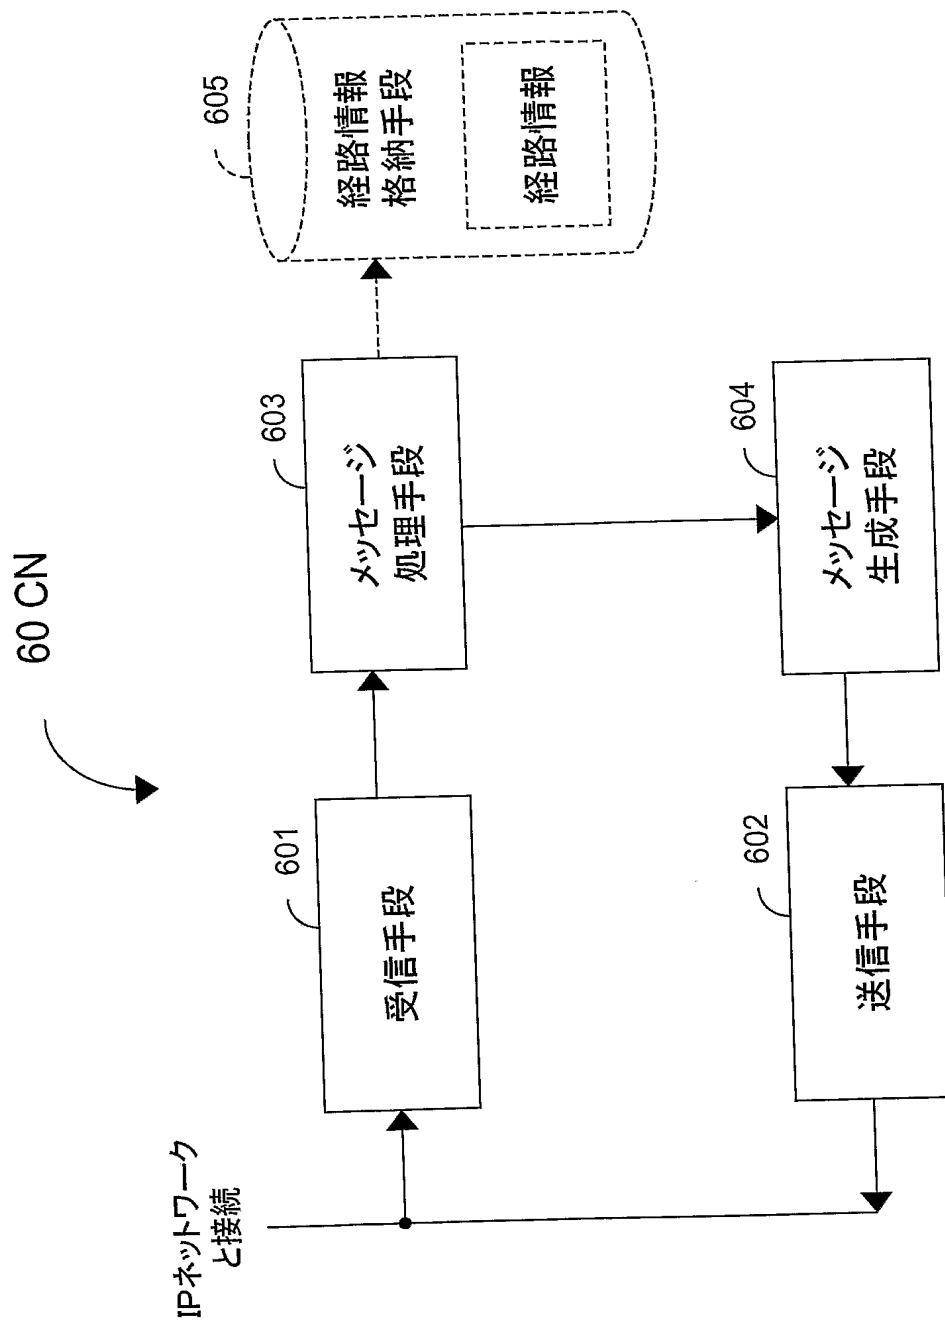 60 CN
IPネットワーク
と接続
601
受信手段
603
メッセージ
処理手段
605
経路情報
格納手段
経路情報
602
送信手段
604
メッセージ
生成手段